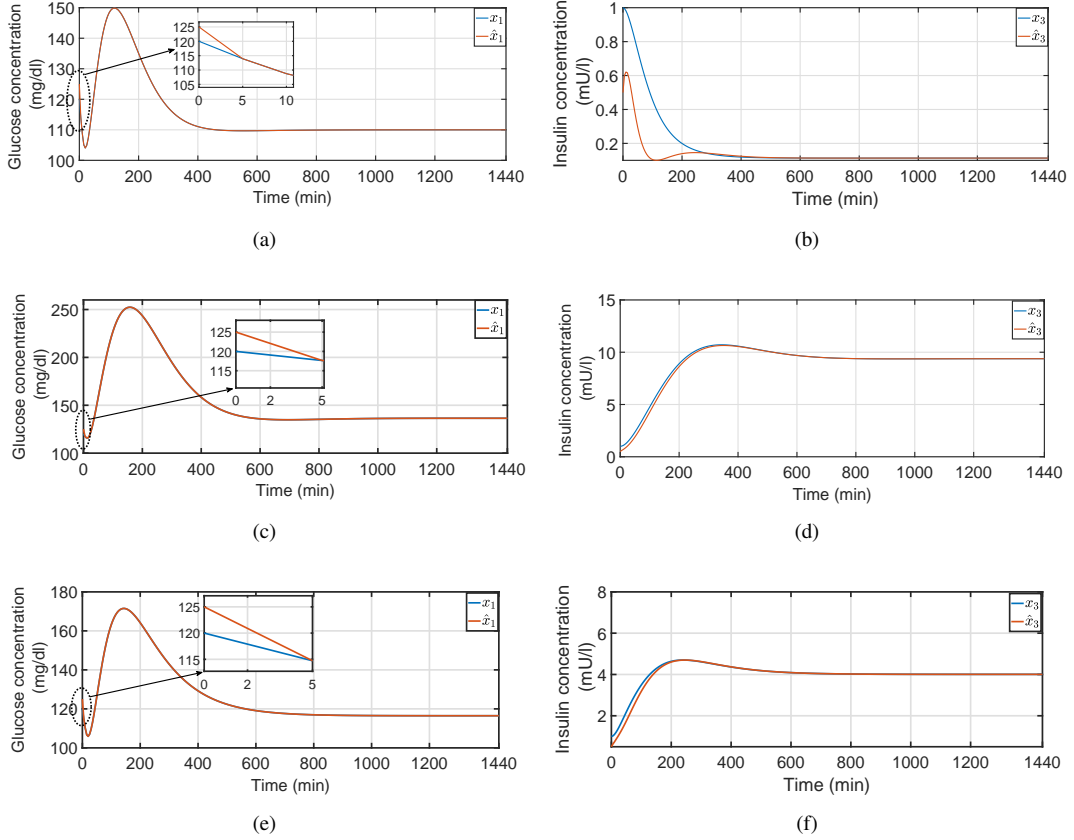 Glucose concentration
(mg/dl)
150
140
130
120
110
100
125
120
115
110
105
0
5
10
x₁
x̂₁
0
200
400
600
800
1000
1200
1440
Time (min)
(a)
Insulin concentration
(mU/l)
1
0.8
0.6
0.4
0.2
x₃
x̂₃
0
200
400
600
800
1000
1200
1440
Time (min)
(b)
Glucose concentration
(mg/dl)
250
200
150
100
125
120
115
0
2
5
x₁
x̂₁
0
200
400
600
800
1000
1200
1440
Time (min)
(c)
Insulin concentration
(mU/l)
15
10
5
0
x₃
x̂₃
0
200
400
600
800
1000
1200
1440
Time (min)
(d)
Glucose concentration
(mg/dl)
180
160
140
120
100
125
120
115
0
2
4
5
x₁
x̂₁
0
200
400
600
800
1000
1200
1440
Time (min)
(e)
Insulin concentration
(mU/l)
8
6
4
2
x₃
x̂₃
0
200
400
600
800
1000
1200
1440
Time (min)
(f)